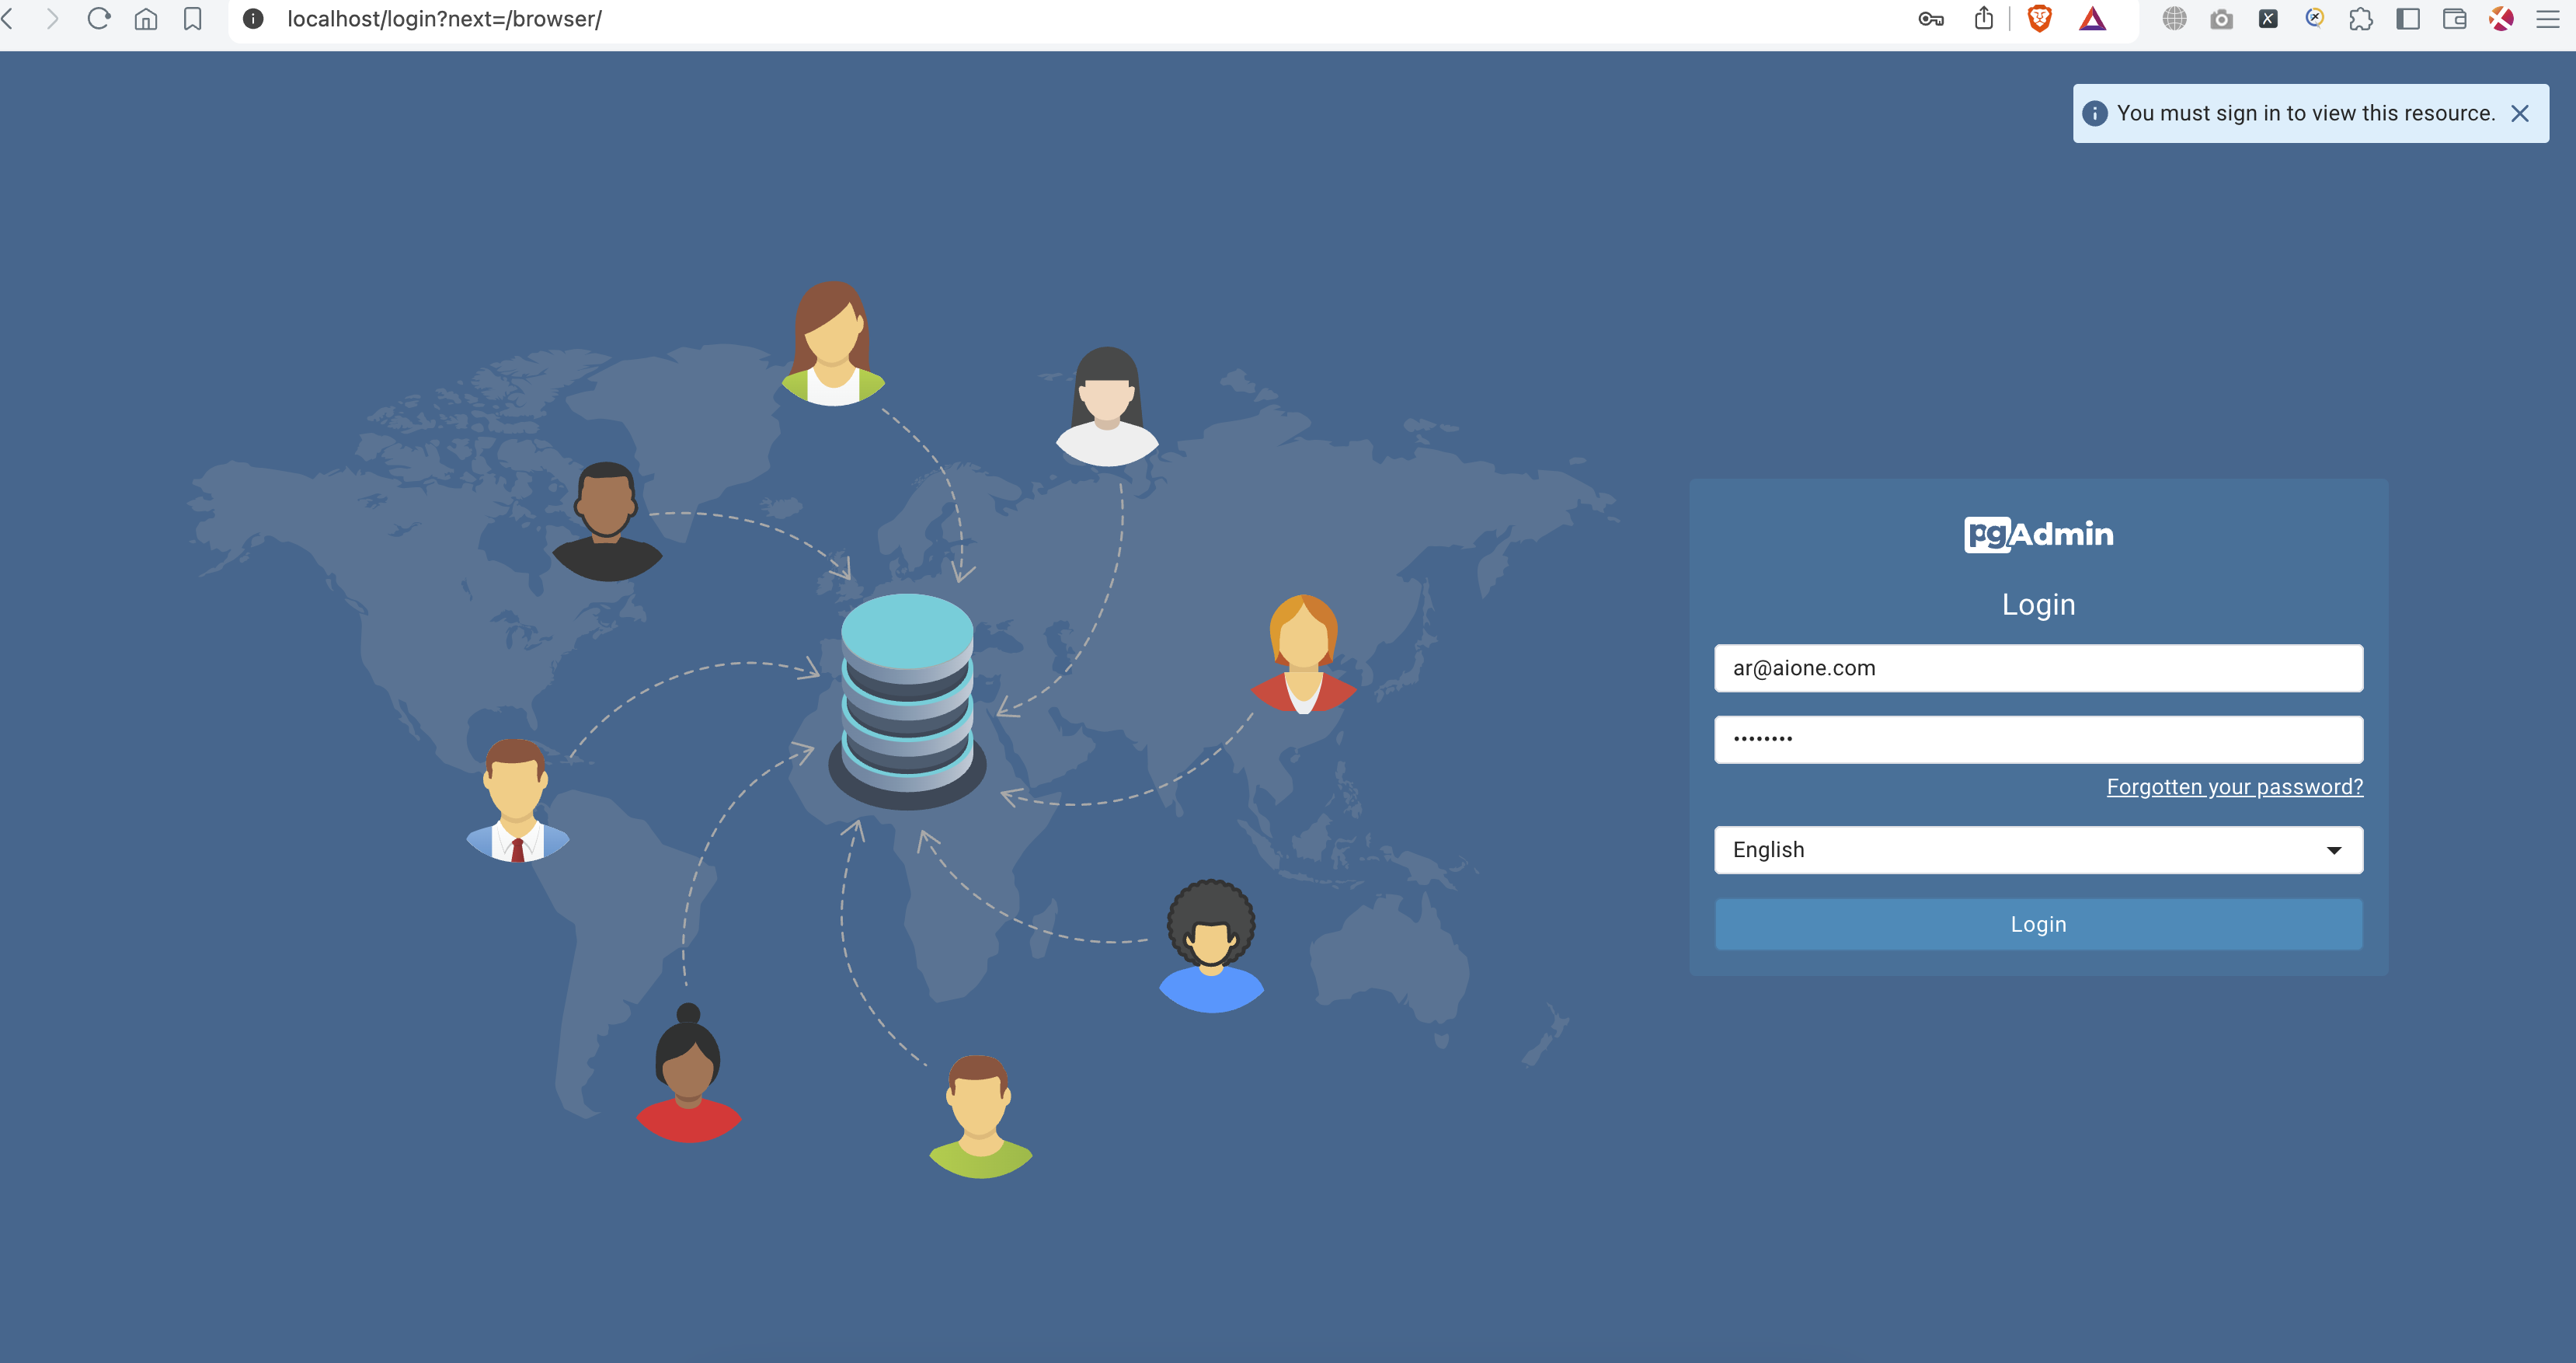 localhost/login?next=/browser/
You must sign in to view this resource.
pgAdmin
Login
ar@aione.com
••••••••
Forgotten your password?
English
Login